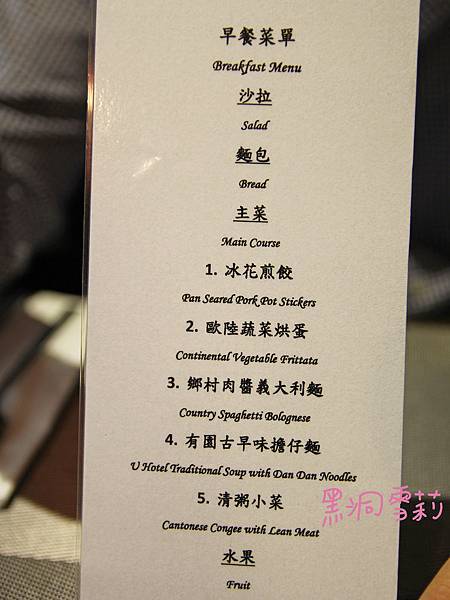 早餐菜單
Breakfast Menu
沙拉
Salad
麵包
Bread
主菜
Main Course
1. 冰花煎餃
Pan Seared Pork Pot Stickers
2. 歐陸蔬菜烘蛋
Continental Vegetable Frittata
3. 鄉村肉醬義大利麵
Country Spaghetti Bolognese
4. 有園古早味擔仔麵
U Hotel Traditional Soup with Dan Dan Noodles
5. 清粥小菜
Cantonese Congee with Lean Meat
黑洞雪莉
水果
Fruit